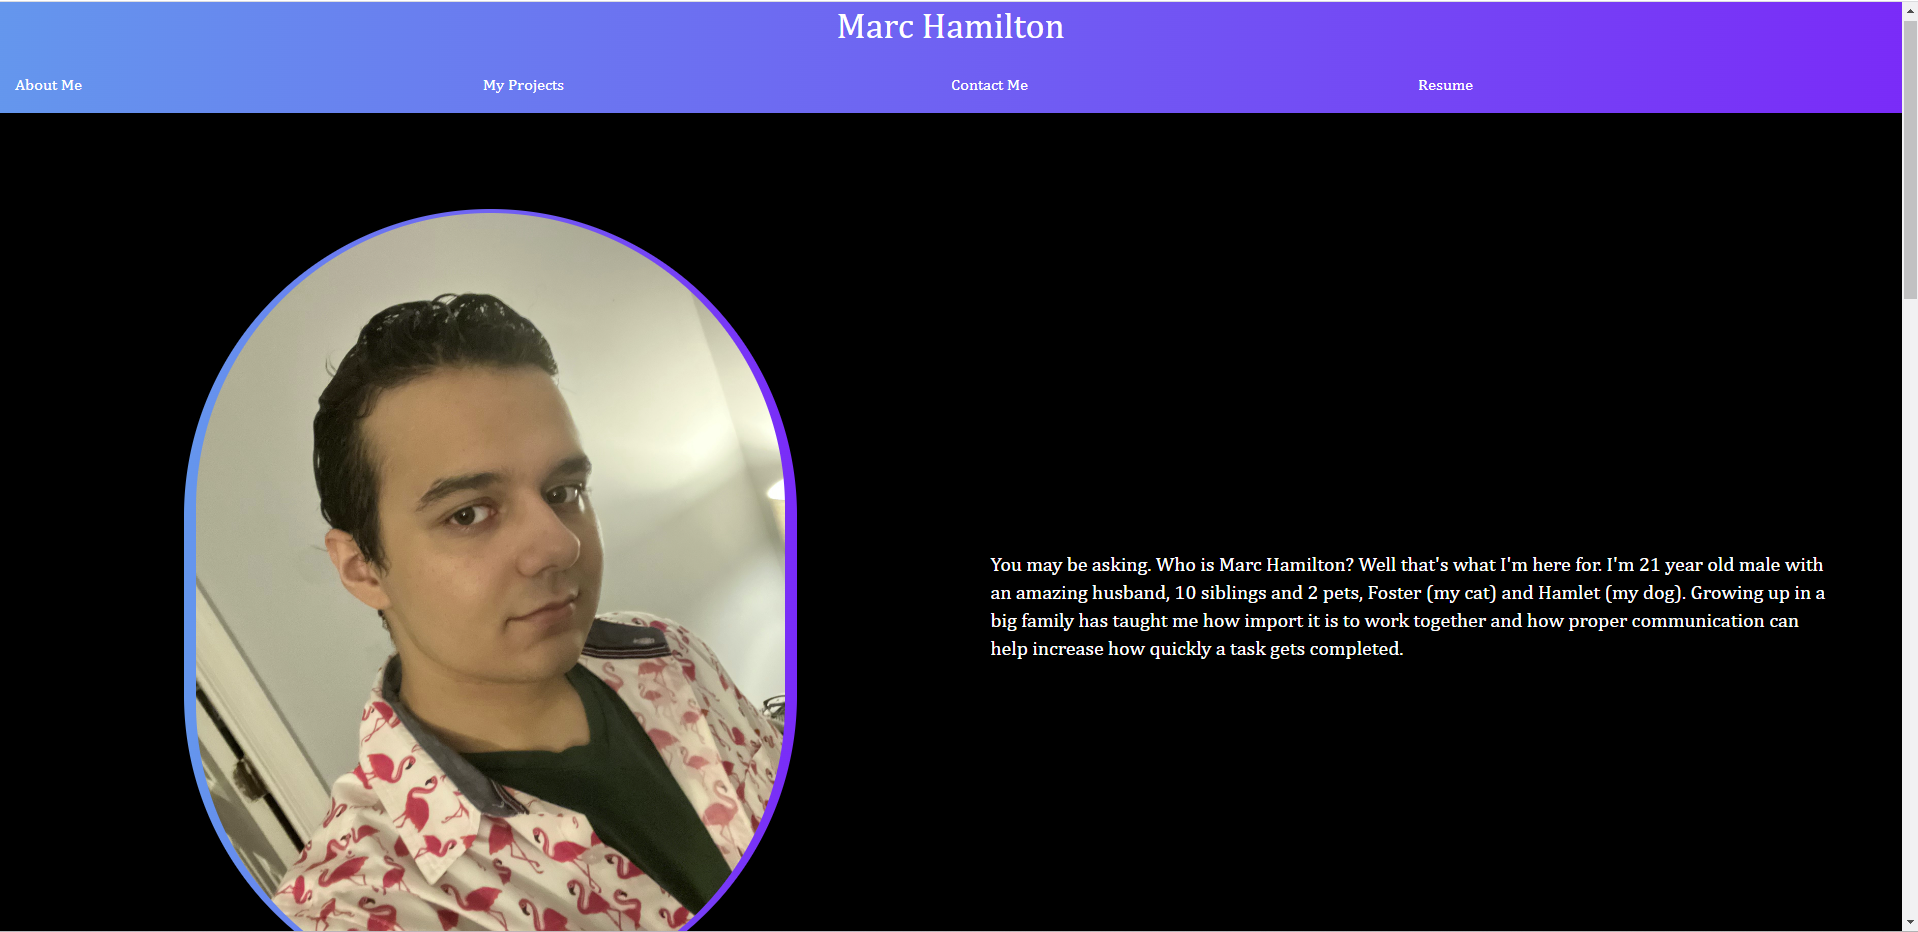 Marc Hamilton
About Me
My Projects
Contact Me
Resume
You may be asking. Who is Marc Hamilton? Well that's what I'm here for. I'm 21 year old male with
an amazing husband, 10 siblings and 2 pets, Foster (my cat) and Hamlet (my dog). Growing up in a
big family has taught me how import it is to work together and how proper communication can
help increase how quickly a task gets completed.